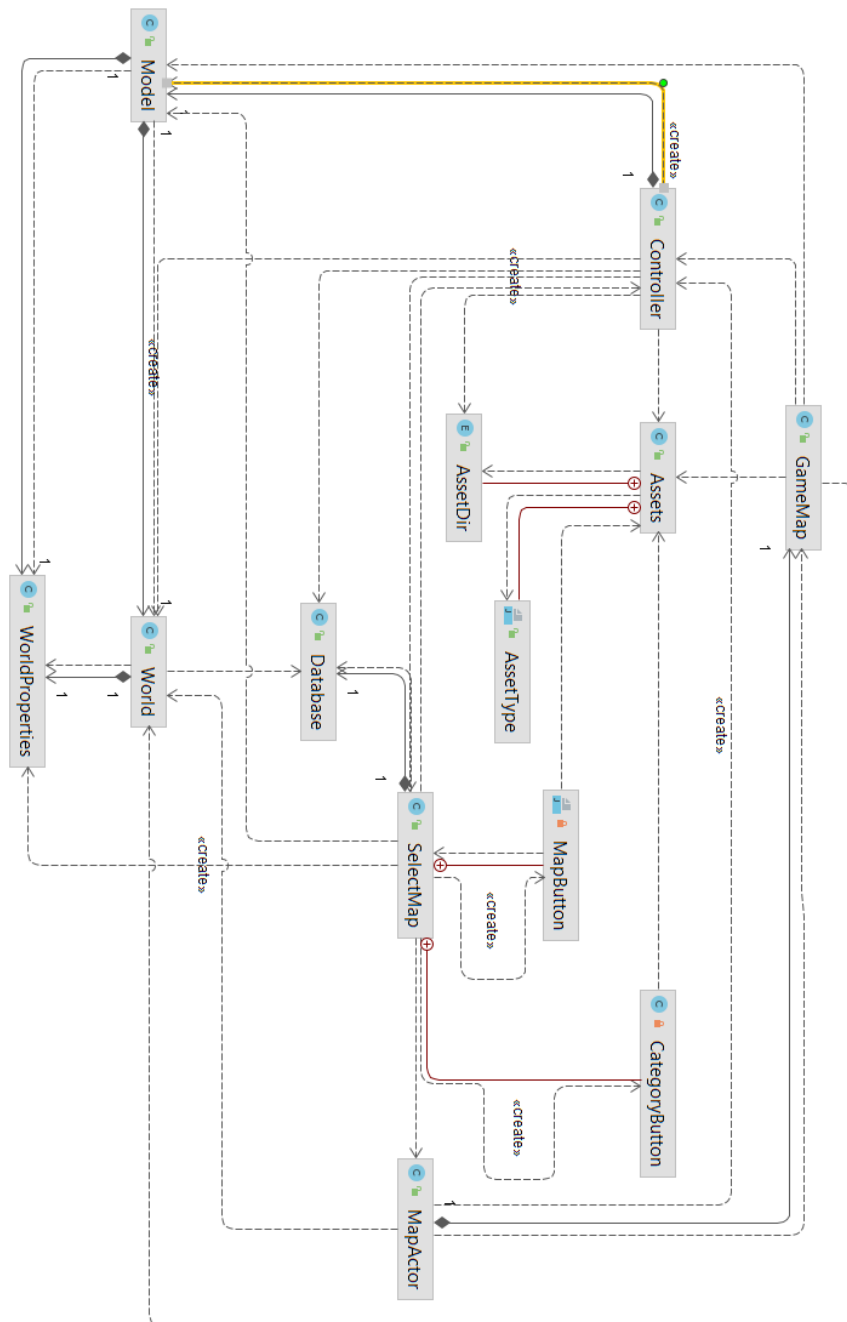 Model
1
1
1
1
«create»
Controller
«create»
«create»
GameMap
1
Assets
AssetDir
E
AssetType
«create»
1
1
WorldProperties
World
1
1
Database
1
1
SelectMap
MapButton
«create»
CategoryButton
«create»
«create»
«create»
MapActor
1
C
C
C
C
C
C
C
C
C
C